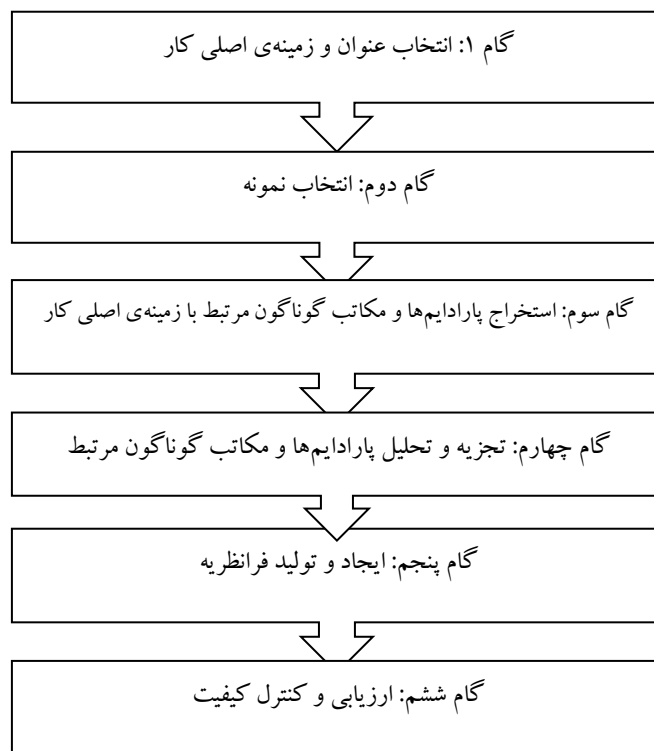 گام ۱: انتخاب عنوان و زمینه‌ی اصلی کار
گام دوم: انتخاب نمونه
گام سوم: استخراج پارادایم‌ها و مکاتب گوناگون مرتبط با زمینه‌ی اصلی کار
گام چهارم: تجزیه و تحلیل پارادایم‌ها و مکاتب گوناگون مرتبط
گام پنجم: ایجاد و تولید فرانظریه
گام ششم: ارزیابی و کنترل کیفیت